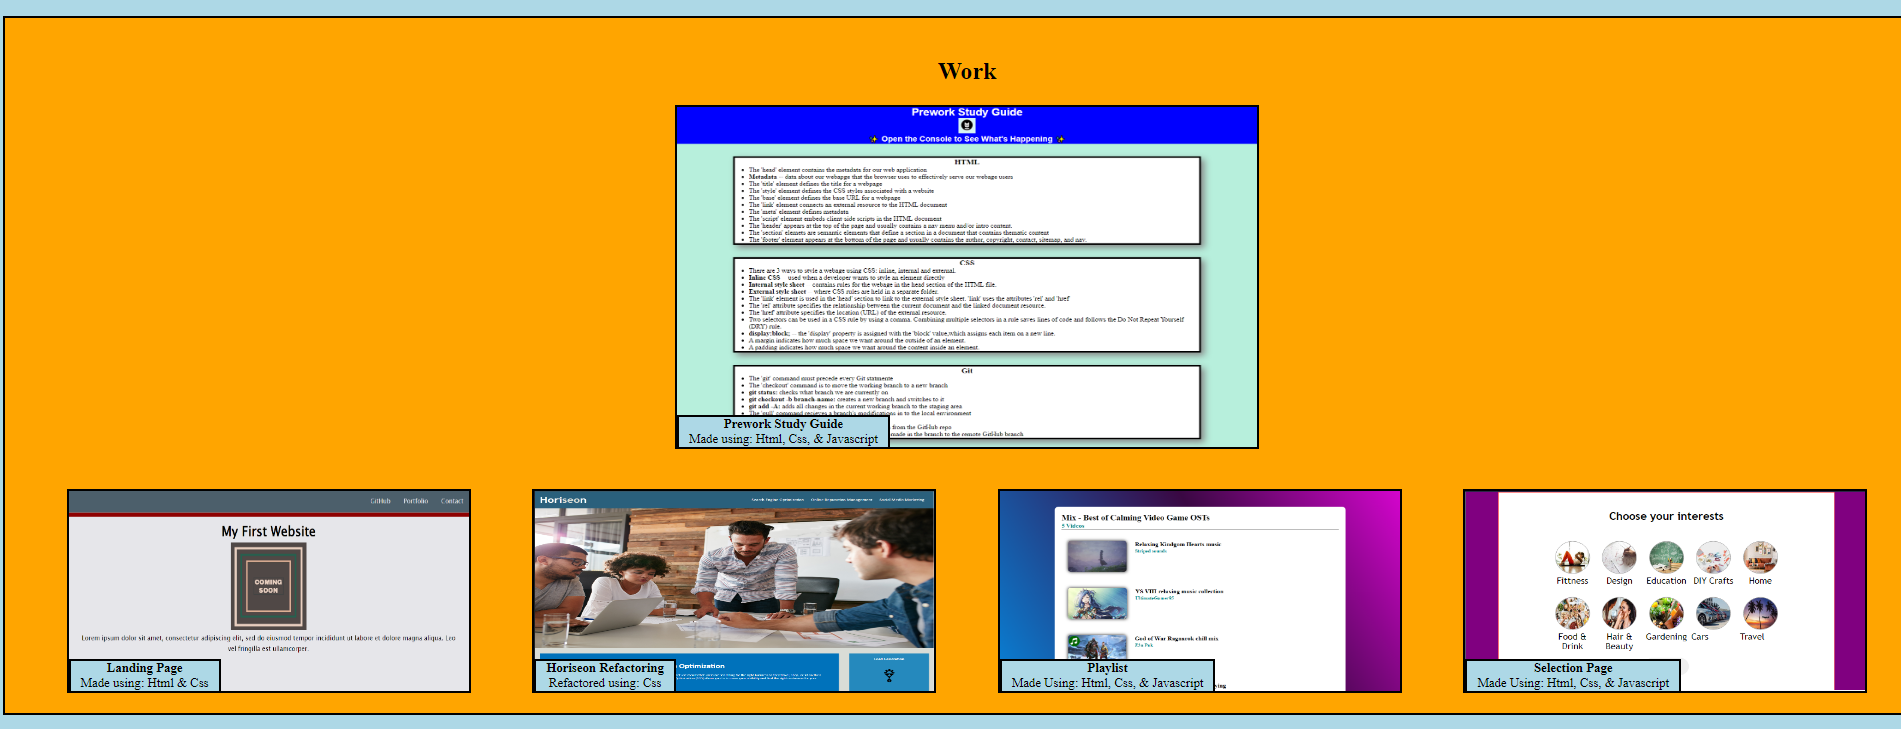 Work
Prework Study Guide
✨ Open the Console to See What's Happening ✨
HTML
The 'head' element contains the metadata for our web application
Metadata -- data about our webapge that the browser uses to effectively serve our webage users
The 'title' element defines the title for a webpage
The 'style' element defines the CSS styles associated with a website
The 'base' element defines the base URL for a webpage
The 'link' element connects an external resource to the HTML document
The 'meta' element defines metadata
The 'script' element embeds client side scripts in the HTML document
The 'header' appears at the top of the page and usually contains a nav menu and/or intro content.
The 'section' elemets are semantic elements that define a section in a document that contains thematic content
The 'footer' element appears at the bottom of the page and usually contains the author, copyright, contact, sitemap, and nav.
CSS
There are 3 ways to style a webage using CSS: inline, internal and external.
Inline CSS -- used when a developer wants to style an element directly
Internal style sheet -- contains rules for the webage in the head section of the HTML file.
External style sheet -- where CSS rules are held in a separate folder.
The 'link' element is used in the 'head' section to link to the external style sheet. 'link' uses the attributes 'rel' and 'href'
The 'rel' attribute specifies the relationship between the current document and the linked document resource.
The 'href' attribute specifies the location (URL) of the external resource.
Two selectors can be used in a CSS rule by using a comma. Combining multiple selectors in a rule saves lines of code and follows the Do Not Repeat Yourself
(DRY) rule.
display:block; -- the 'display' property is assigned with the 'block' value,which assigns each item on a new line.
A margin indicates how much space we want around the outside of an element.
A padding indicates how much space we want around the content inside an element
Git
The 'git' command must precede every Git statmente
The 'checkout' command is to move the working branch to a new branch
git status: checks what branch we are currently on
git checkout -b branch-name: creates a new branch and switches to it
git add -A: adds all changes in the current working branch to the staging area
The 'pull' command recieves a branch's modifications in to the local environment
from the GitHub repo
made in the branch to the remote GitHub branch
Prework Study Guide
Made using: Html, Css, & Javascript
GitHub Portfolio Contact
My First Website
COMING
SOON
Lorem ipsum dolor sit amet, consectetur adipiscing elit, sed do eiusmod tempor incididunt ut labore et dolore magna aliqua. Leo
vel fringilla est ullamcorper.
Landing Page
Made using: Html & Css
Horiseon
Search Engine Optimization Online Reputation Management Social Media Marketing
Optimization
Lead Generation
Horiseon Refactoring
Refactored using: Css
Mix - Best of Calming Video Game OSTs
5 Videos
Relaxing Kindgom Hearts music
Striped sounds
YS VIII relaxing music collection
UltimateGamer95
God of War Ragnarok chill mix
Playlist
Made Using: Html, Css, & Javascript
Choose your interests
Fittness Design Education DIY Crafts Home
Food &
Drink
Hair &
Beauty
Gardening Cars Travel
Selection Page
Made Using: Html, Css, & Javascript